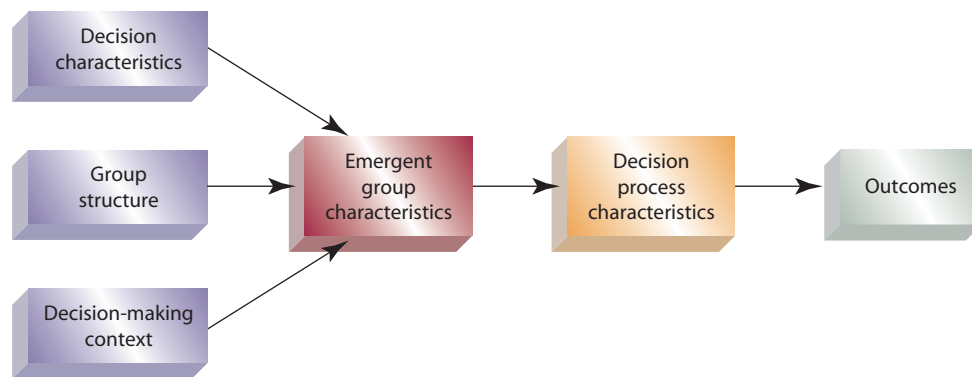 Decision
characteristics
Group
structure
Decision-making
context
Emergent
group
characteristics
Decision
process
characteristics
Outcomes